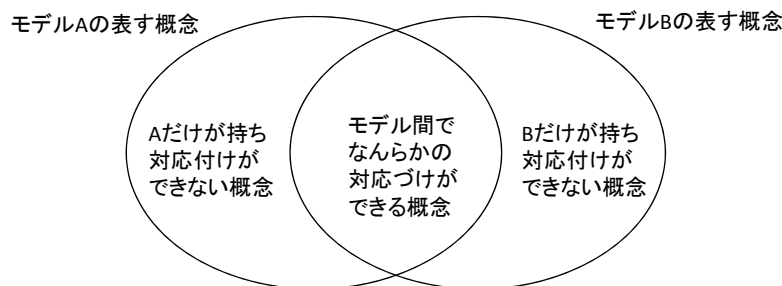 モデルAの表す概念
モデルBの表す概念
Aだけが持ち
対応付けが
できない概念
モデル間で
なんらかの
対応づけが
できる概念
Bだけが持ち
対応付けが
できない概念